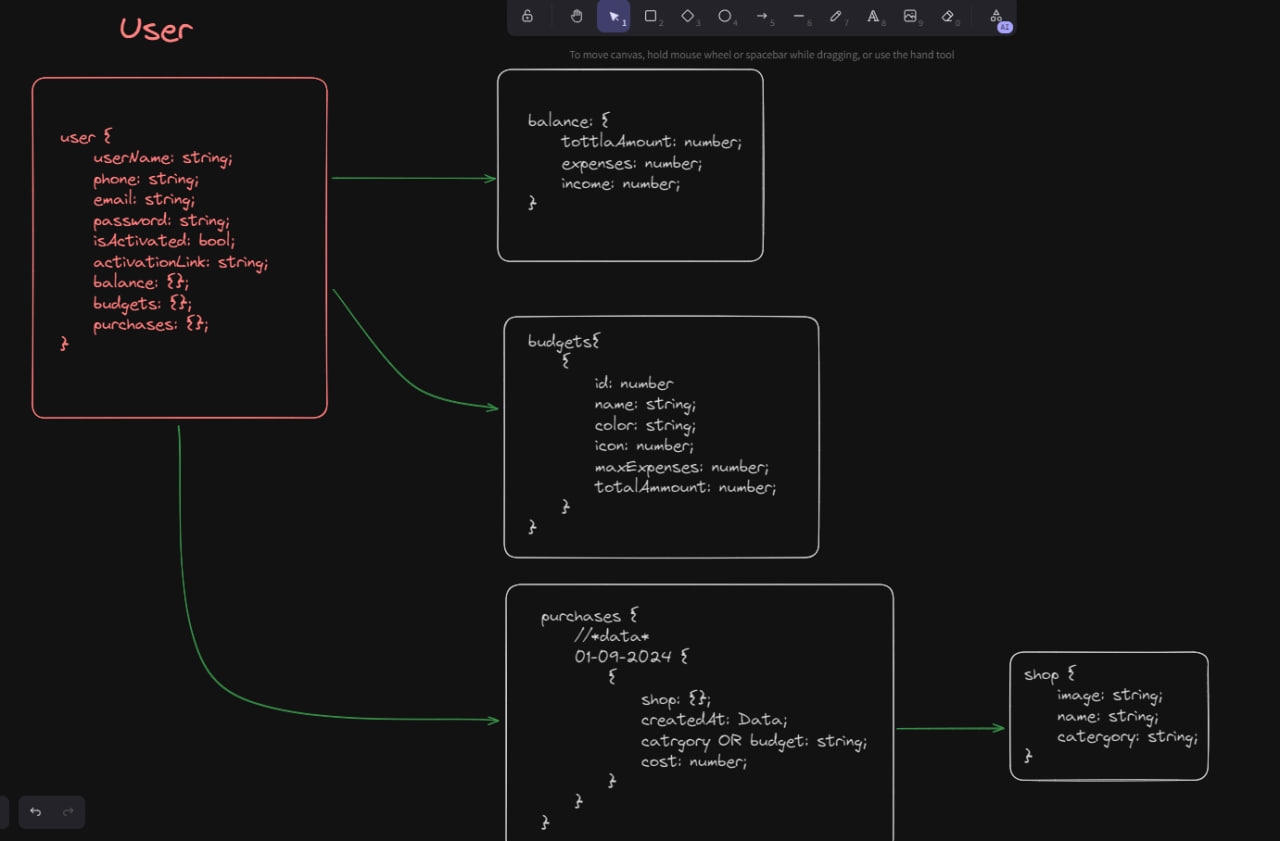 1
2
3
4
5
6
7
A 8
9
0
AI
To move canvas, hold mouse wheel or spacebar while dragging, or use the hand tool
User
user {
userName: string;
phone: string;
email: string;
password: string;
isActivated: bool;
activationLink: string;
balance: {};
budgets: {};
purchases: {};
}
balance: {
tottlaAmount: number;
expenses: number;
income: number;
}
budgets{
{
id: number
name: string;
color: string;
icon: number;
maxExpenses: number;
totalAmmount: number;
}
}
purchases {
//*data*
01-09-2024 {
{
shop: {};
createdAt: Data;
catrgory OR budget: string;
cost: number;
}
}
}
shop {
image: string;
name: string;
catergory: string;
}